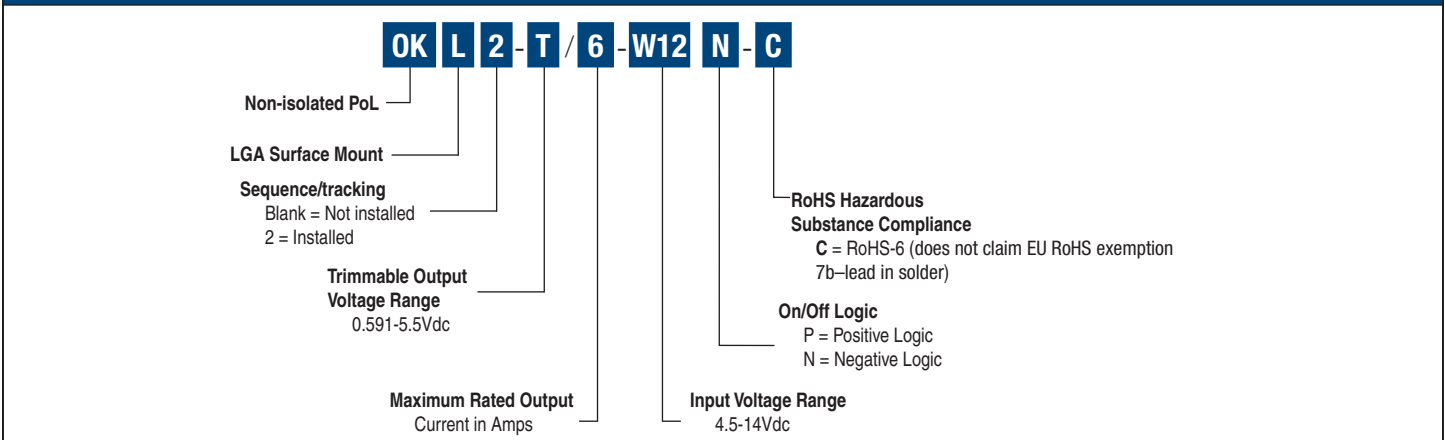 OK L 2 - T / 6 - W12 N - C
Non-isolated PoL
LGA Surface Mount
Sequence/tracking
Blank = Not installed
2 = Installed
Trimmable Output
Voltage Range
0.591-5.5Vdc
Maximum Rated Output
Current in Amps
Input Voltage Range
4.5-14Vdc
On/Off Logic
P = Positive Logic
N = Negative Logic
RoHS Hazardous
Substance Compliance
C = RoHS-6 (does not claim EU RoHS exemption
7b–lead in solder)